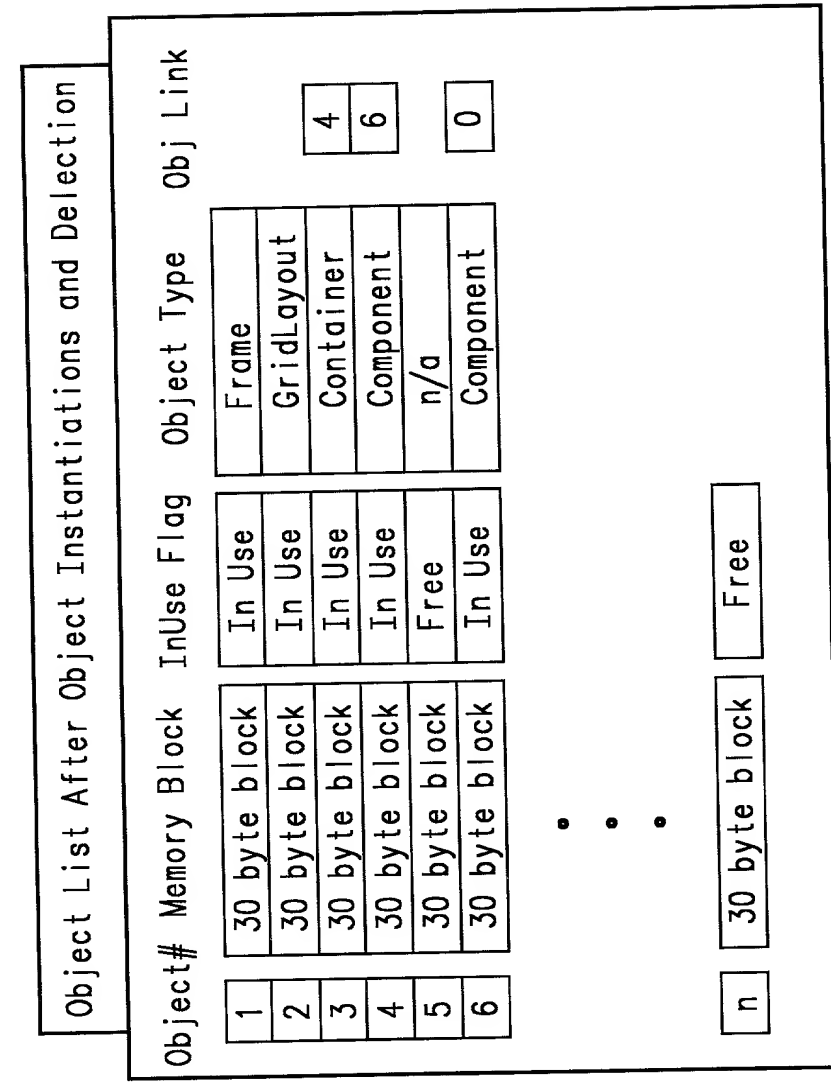 Object List After Object Instantiations and Delection
Object# Memory Block InUse Flag Object Type Obj Link
1 30 byte block In Use Frame
2 30 byte block In Use GridLayout
3 30 byte block In Use Container 4
4 30 byte block In Use Component 6
5 30 byte block Free n/a
6 30 byte block In Use Component 0
n 30 byte block Free